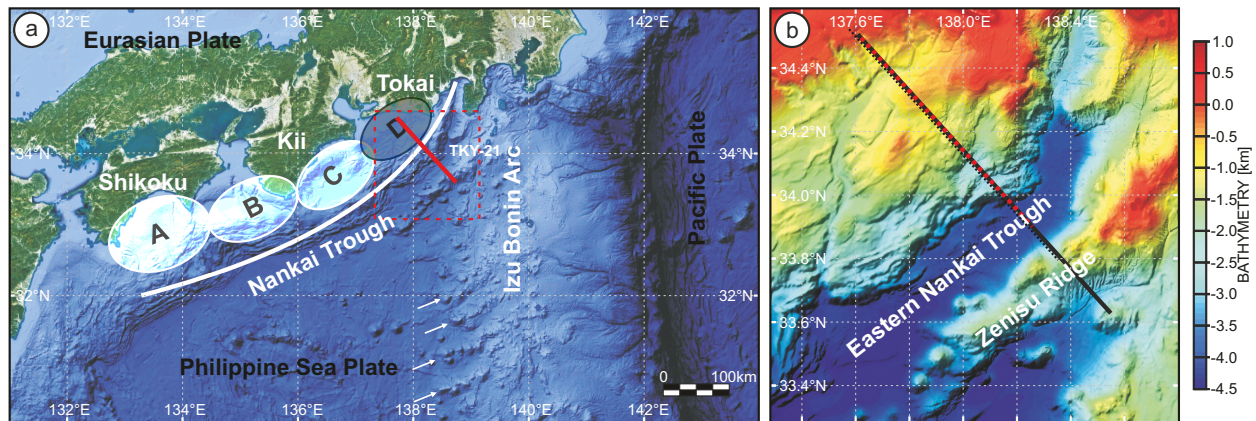 a
132°E
134°E
136°E
138°E
140°E
142°E
Eurasian Plate
Tokai
D
TKY-21
Kii
34°N
C
Shikoku
B
A
Nankai Trough
Izu Bonin Arc
Pacific Plate
32°N
Philippine Sea Plate
0
100km
132°E
134°E
136°E
138°E
140°E
142°E
b
137.6°E
138.0°E
138.4°E
34.4°N
34.2°N
34.0°N
33.8°N
33.6°N
33.4°N
Eastern Nankai Trough
Zenisu Ridge
1.0
0.5
0.0
-0.5
-1.0
-1.5
-2.0
-2.5
-3.0
-3.5
-4.0
-4.5
BATHYMETRY [km]